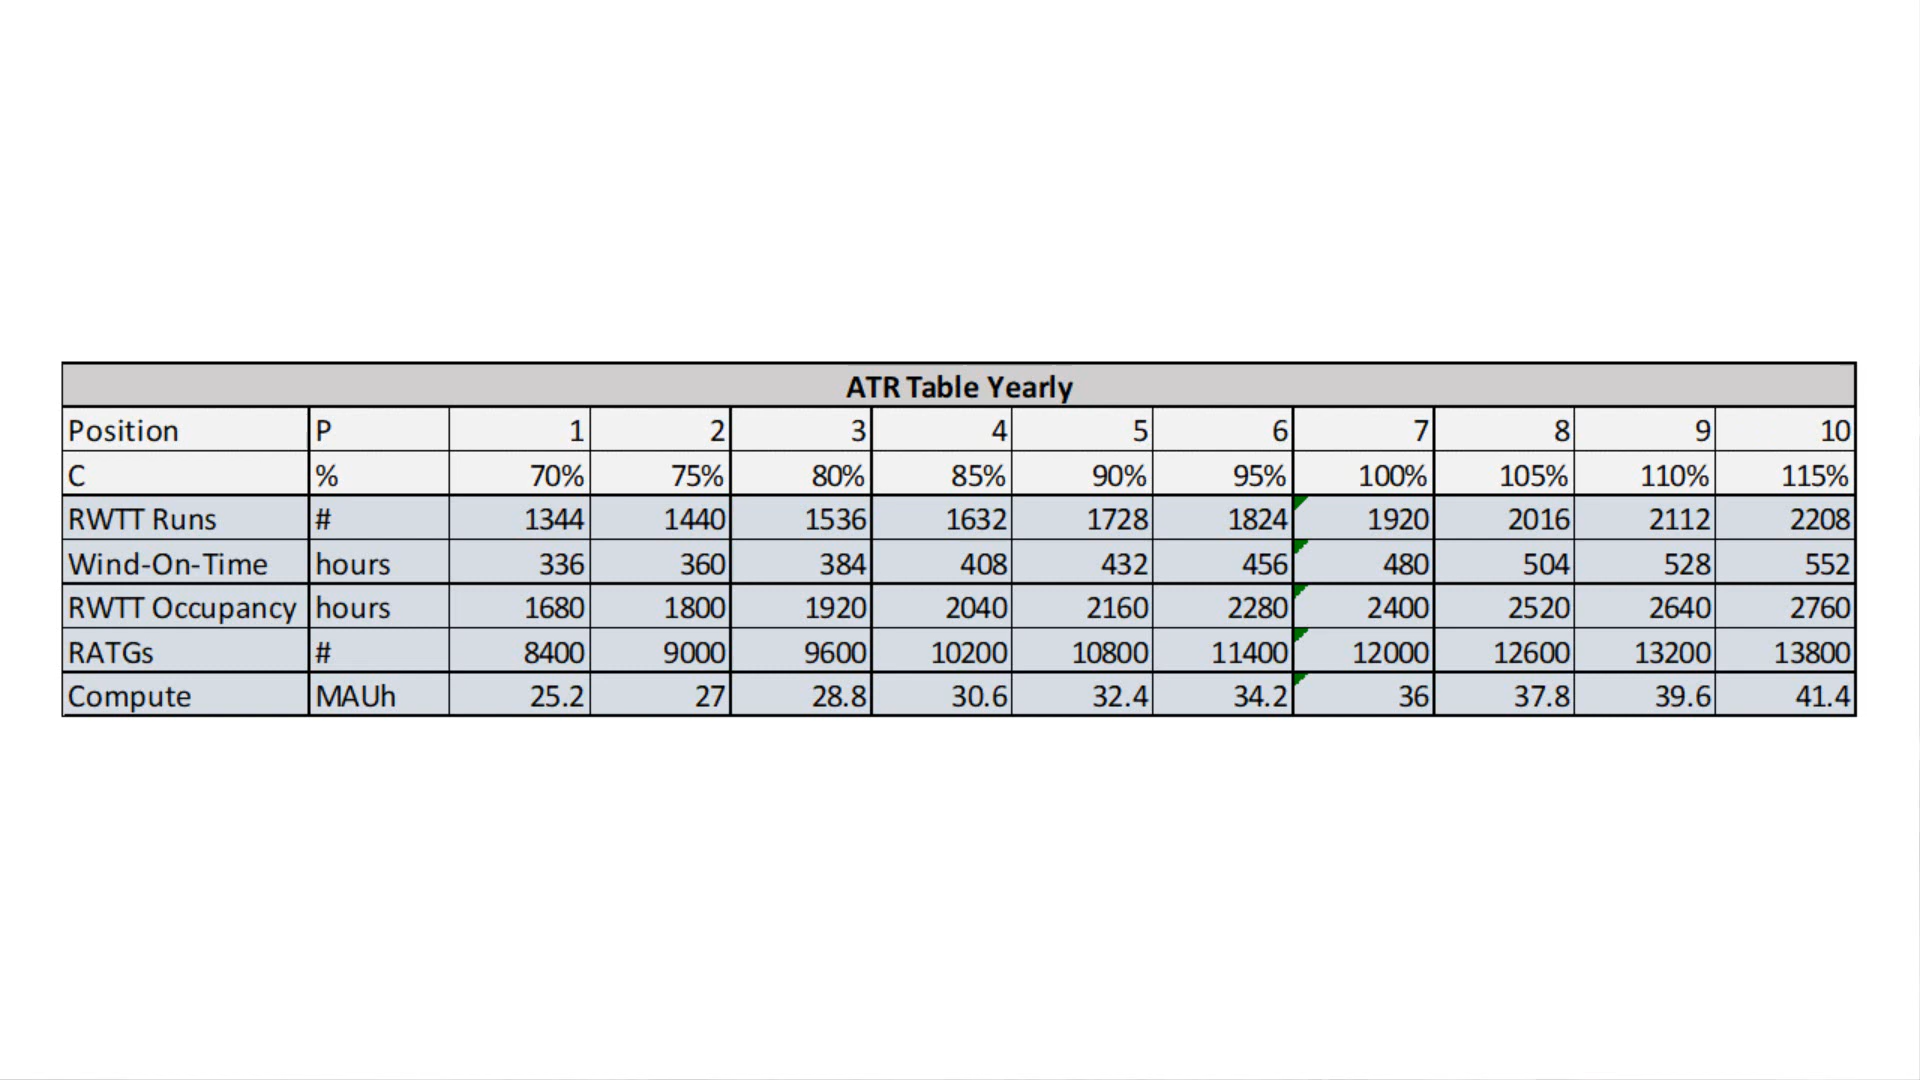 ATR Table Yearly
Position P 1 2 3 4 5 6 7 8 9 10
C % 70% 75% 80% 85% 90% 95% 100% 105% 110% 115%
RWTT Runs # 1344 1440 1536 1632 1728 1824 1920 2016 2112 2208
Wind-On-Time hours 336 360 384 408 432 456 480 504 528 552
RWTT Occupancy hours 1680 1800 1920 2040 2160 2280 2400 2520 2640 2760
RATGs # 8400 9000 9600 10200 10800 11400 12000 12600 13200 13800
Compute MAUh 25.2 27 28.8 30.6 32.4 34.2 36 37.8 39.6 41.4